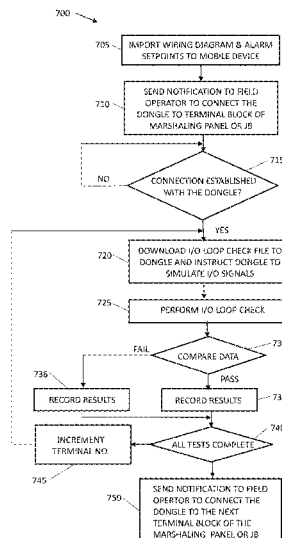 700
705
IMPORT WIRING DIAGRAM & ALARM
SETPOINTS TO MOBILE DEVICE
710
SEND NOTIFICATION TO FIELD
OPERATOR TO CONNECT THE
DONGLE TO TERMINAL BLOCK OF
MARSHALING PANEL OR JB
715
CONNECTION ESTABLISHED
WITH THE DONGLE?
NO
YES
720
DOWNLOAD I/O LOOP CHECK FILE TO
DONGLE AND INSTRUCT DONGLE TO
SIMULATE I/O SIGNALS
725
PERFORM I/O LOOP CHECK
FAIL
COMPARE DATA
736
PASS
RECORD RESULTS
RECORD RESULTS
740
INCREMENT
TERMINAL NO.
ALL TESTS COMPLETE
745
759
SEND NOTIFICATION TO FIELD
OPERTOR TO CONNECT THE
DONGLE TO THE NEXT
TERMINAL BLOCK OF THE
MARSHALING PANEL OR JB